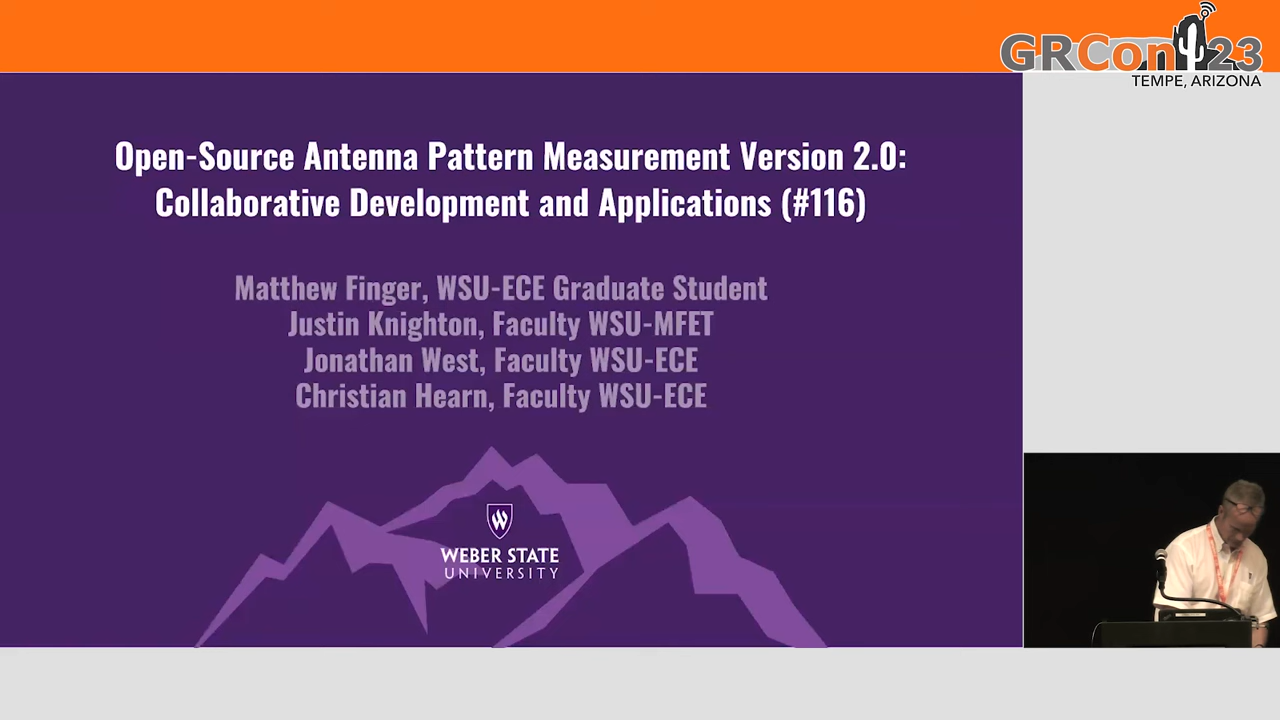 GRCon 23
TEMPE, ARIZONA
Open-Source Antenna Pattern Measurement Version 2.0:
Collaborative Development and Applications (#116)
Matthew Finger, WSU-ECE Graduate Student
Justin Knighton, Faculty WSU-MFET
Jonathan West, Faculty WSU-ECE
Christian Hearn, Faculty WSU-ECE
WEBER STATE
UNIVERSITY